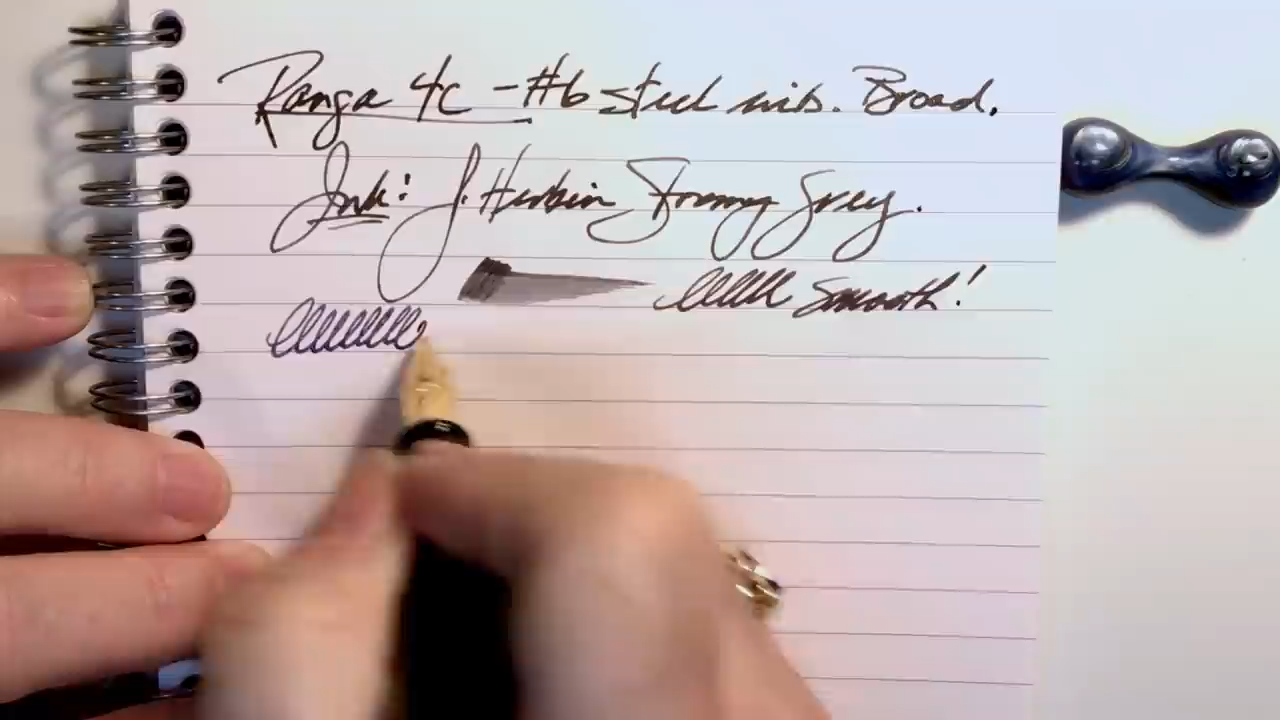 Ranga 4c - #6 steel nib. Broad.
Ink: J. Herbin Stormy Grey.
Smooth!